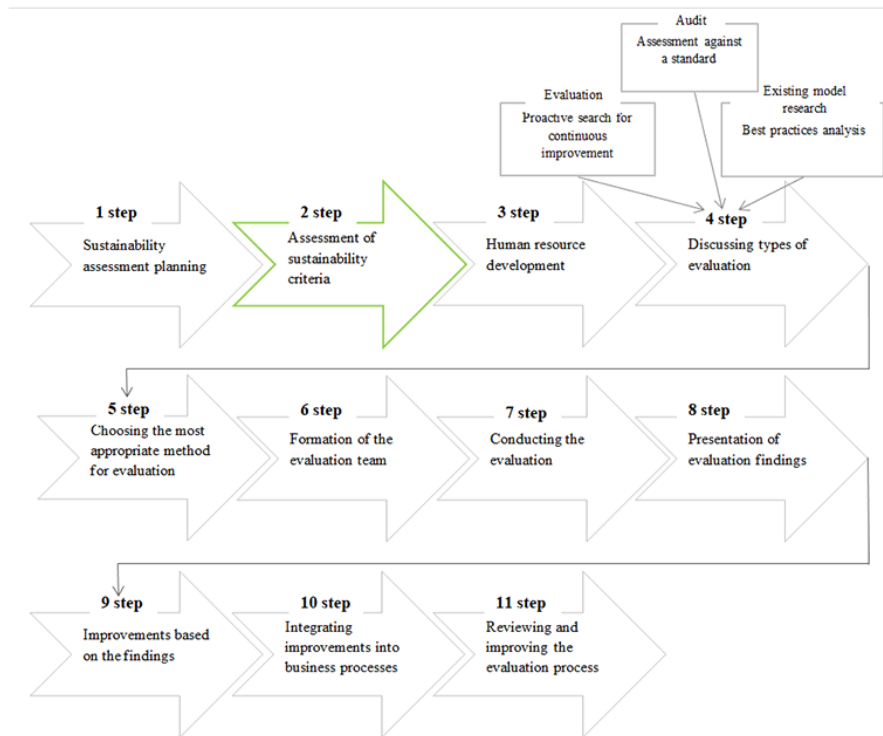 Audit
Assessment against
a standard
Evaluation
Proactive search for
continuous
improvement
Existing model
research
Best practices analysis
1 step
Sustainability
assessment planning
2 step
Assessment of
sustainability
criteria
3 step
Human resource
development
4 step
Discussing types of
evaluation
5 step
Choosing the most
appropriate method
for evaluation
6 step
Formation of the
evaluation team
7 step
Conducting the
evaluation
8 step
Presentation of
evaluation findings
9 step
Improvements based
on the findings
10 step
Integrating
improvements into
business processes
11 step
Reviewing and
improving the
evaluation process